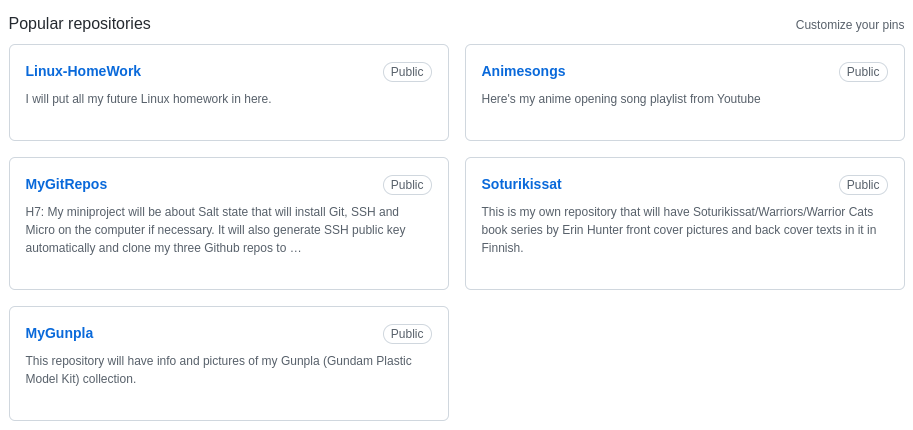 Popular repositories
Customize your pins
Linux-HomeWork
Public
I will put all my future Linux homework in here.
Animesongs
Public
Here's my anime opening song playlist from Youtube
MyGitRepos
Public
H7: My miniproject will be about Salt state that will install Git, SSH and
Micro on the computer if necessary. It will also generate SSH public key
automatically and clone my three Github repos to …
Soturikissat
Public
This is my own repository that will have Soturikissat/Warriors/Warrior Cats
book series by Erin Hunter front cover pictures and back cover texts in it in
Finnish.
MyGunpla
Public
This repository will have info and pictures of my Gunpla (Gundam Plastic
Model Kit) collection.